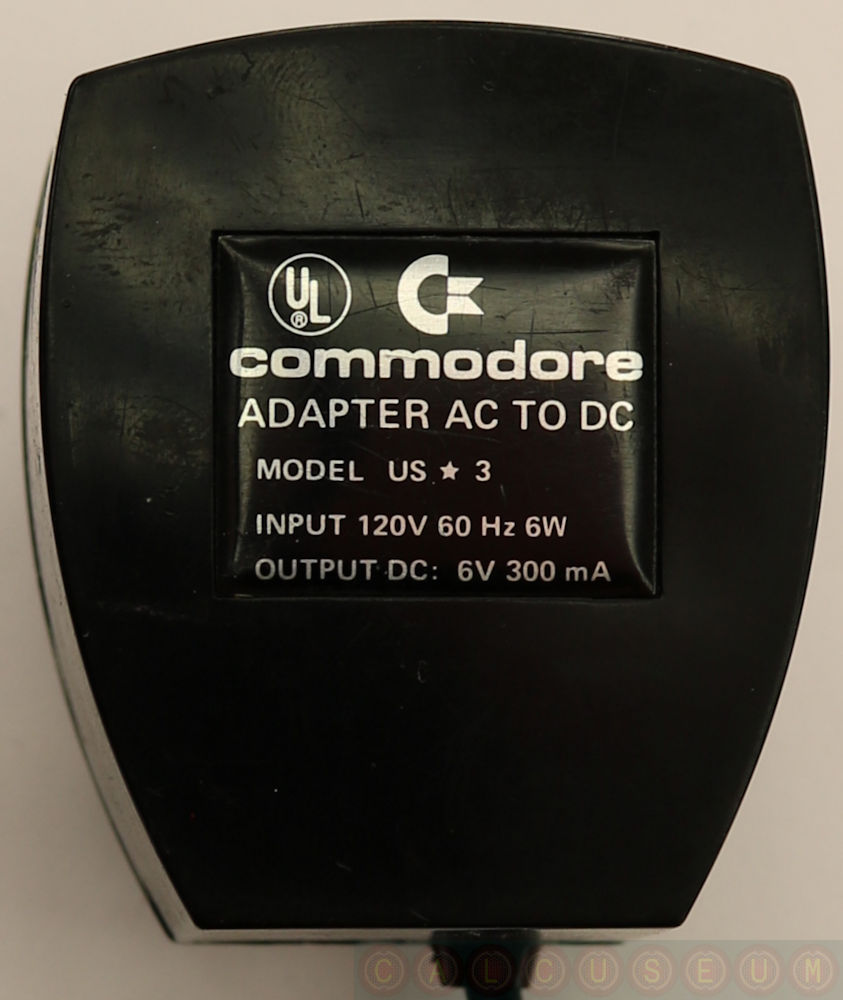 UL
®
commodore
ADAPTER AC TO DC
MODEL US ★ 3
INPUT 120V 60 Hz 6W
OUTPUT DC: 6V 300 mA
CALCUSEUM